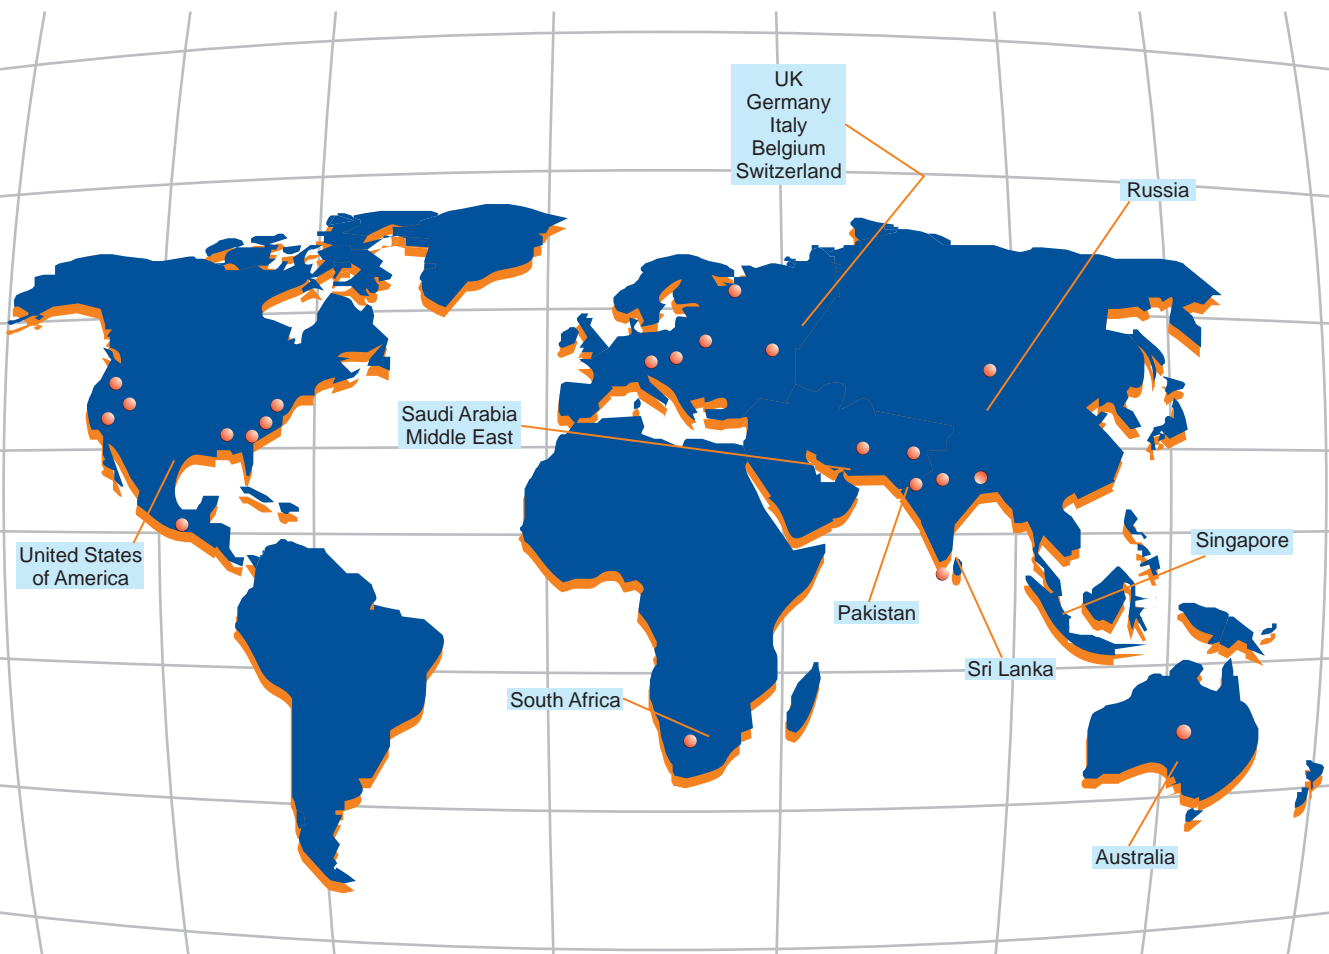 UK
Germany
Italy
Belgium
Switzerland
Russia
Saudi Arabia
Middle East
United States
of America
Singapore
Pakistan
Sri Lanka
South Africa
Australia